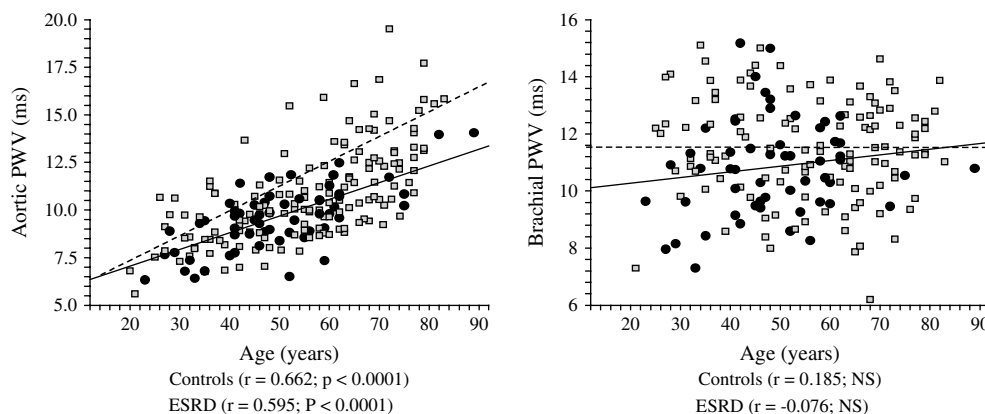 Aortic PWV (ms)
20.0
17.5
15.0
12.5
10.0
7.5
5.0
20 30 40 50 60 70 80 90
Age (years)
Controls (r = 0.662; p < 0.0001)
ESRD (r = 0.595; P < 0.0001)
Brachial PWV (ms)
16
14
12
10
8
6
20 30 40 50 60 70 80 90
Age (years)
Controls (r = 0.185; NS)
ESRD (r = -0.076; NS)